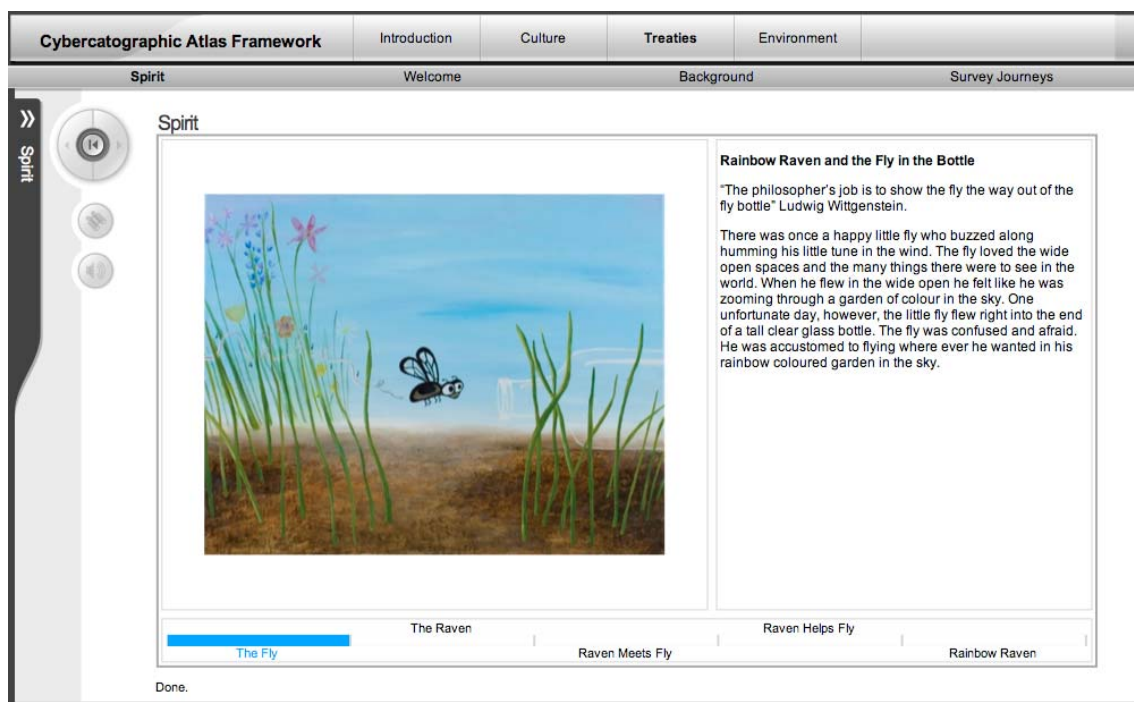 Cybercatographic Atlas Framework
Introduction
Culture
Treaties
Environment
Spirit
Welcome
Background
Survey Journeys
Spirit
Spirit
Rainbow Raven and the Fly in the Bottle
“The philosopher’s job is to show the fly the way out of the
fly bottle” Ludwig Wittgenstein.
There was once a happy little fly who buzzed along
humming his little tune in the wind. The fly loved the wide
open spaces and the many things there were to see in the
world. When he flew in the wide open he felt like he was
zooming through a garden of colour in the sky. One
unfortunate day, however, the little fly flew right into the end
of a tall clear glass bottle. The fly was confused and afraid.
He was accustomed to flying where ever he wanted in his
rainbow coloured garden in the sky.
The Fly
The Raven
Raven Meets Fly
Raven Helps Fly
Rainbow Raven
Done.